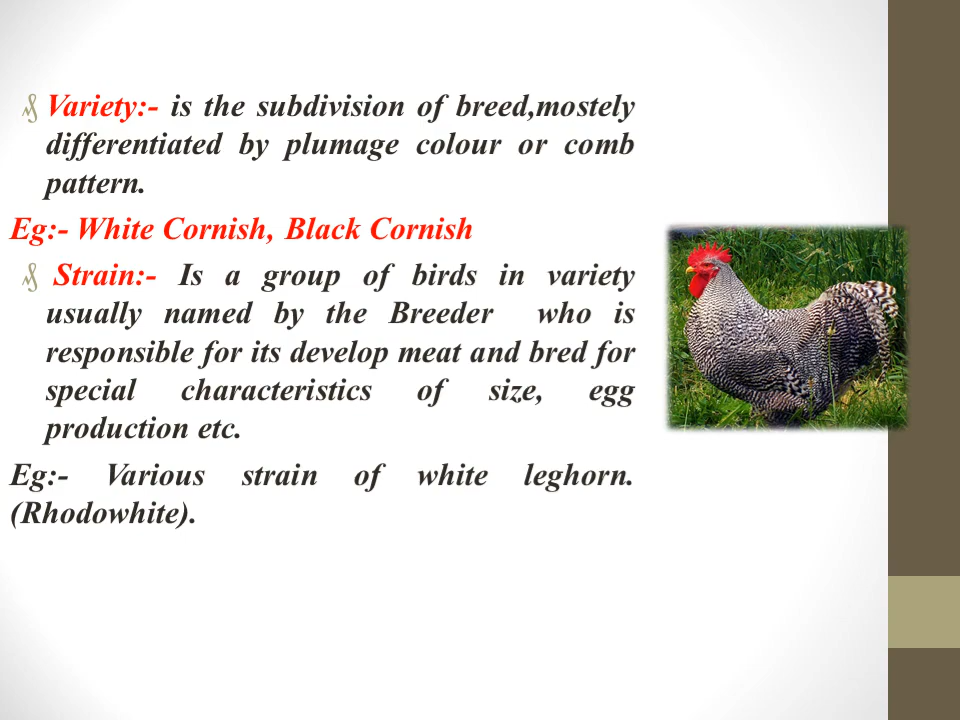 Variety:- is the subdivision of breed,mostely
differentiated by plumage colour or comb
pattern.
Eg:- White Cornish, Black Cornish
Strain:- Is a group of birds in variety
usually named by the Breeder who is
responsible for its develop meat and bred for
special characteristics of size, egg
production etc.
Eg:- Various strain of white leghorn.
(Rhodowhite).